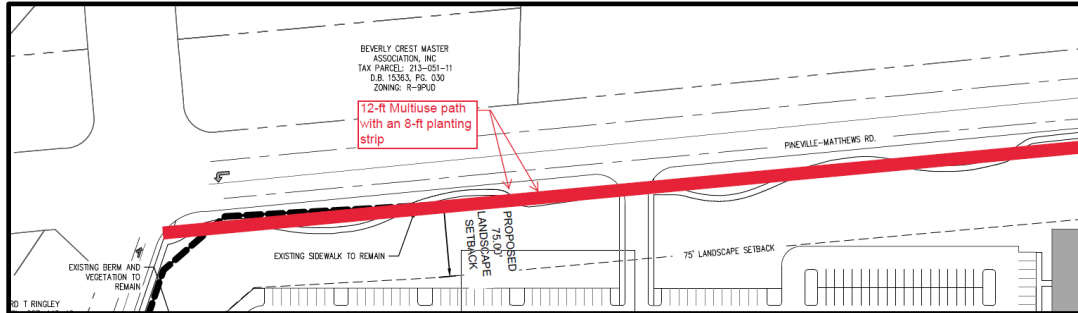 BEVERLY CREST MASTER
ASSOCIATION, INC
TAX PARCEL: 213-051-11
D.B. 15363, PG. 030
ZONING: R-9PUD
12-ft Multiuse path
with an 8-ft planting
strip
PINEVILLE-MATTHEWS RD.
PROPOSED
75.00'
LANDSCAPE
SETBACK
EXISTING SIDEWALK TO REMAIN
75' LANDSCAPE SETBACK
EXISTING BERM AND
VEGETATION TO
REMAIN
RD T RINGLEY